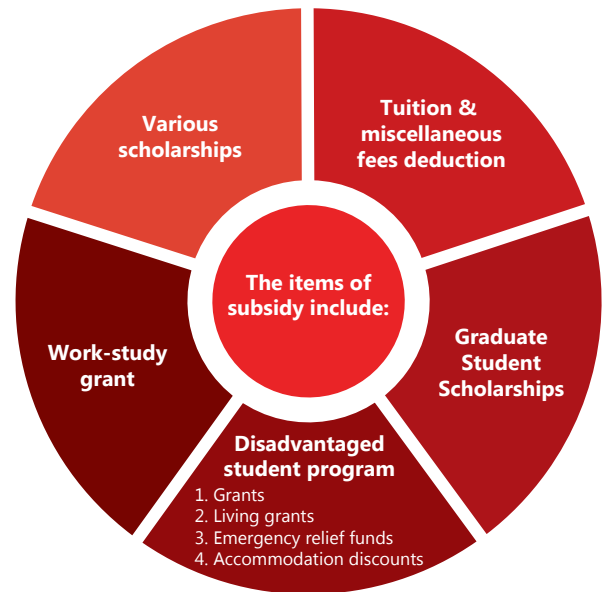 The items of
subsidy include:
Various
scholarships
Tuition &
miscellaneous
fees deduction
Graduate
Student
Scholarships
Disadvantaged
student program
1. Grants
2. Living grants
3. Emergency relief funds
4. Accommodation discounts
Work-study
grant